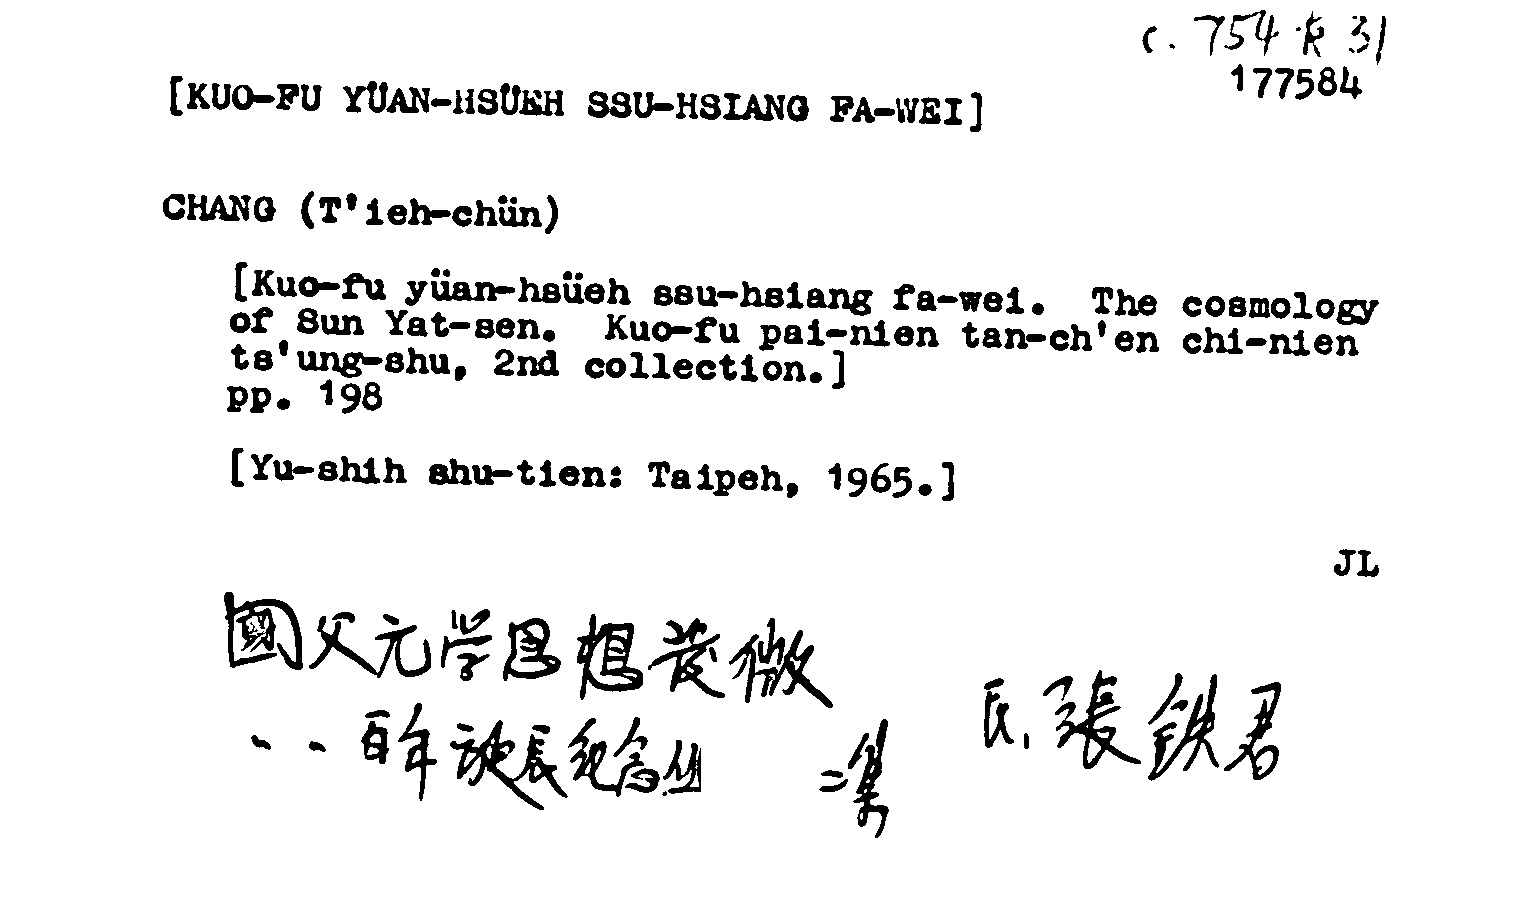 c. 754 k 31
177584
[KUO-FU YÜAN-HSÜEH SSU-HSIANG FA-WEI]
CHANG (T'ieh-chün)
[Kuo-fu yüan-hsüeh ssu-hsiang fa-wei. The cosmology
of Sun Yat-sen. Kuo-fu pai-nien tan-ch'en chi-nien
ts'ung-shu, 2nd collection.]
pp. 198
[Yu-shih shu-tien: Taipeh, 1965.]
JL
國父元学思想發微
張鉄君
、、百年誕辰紀念丛 二集